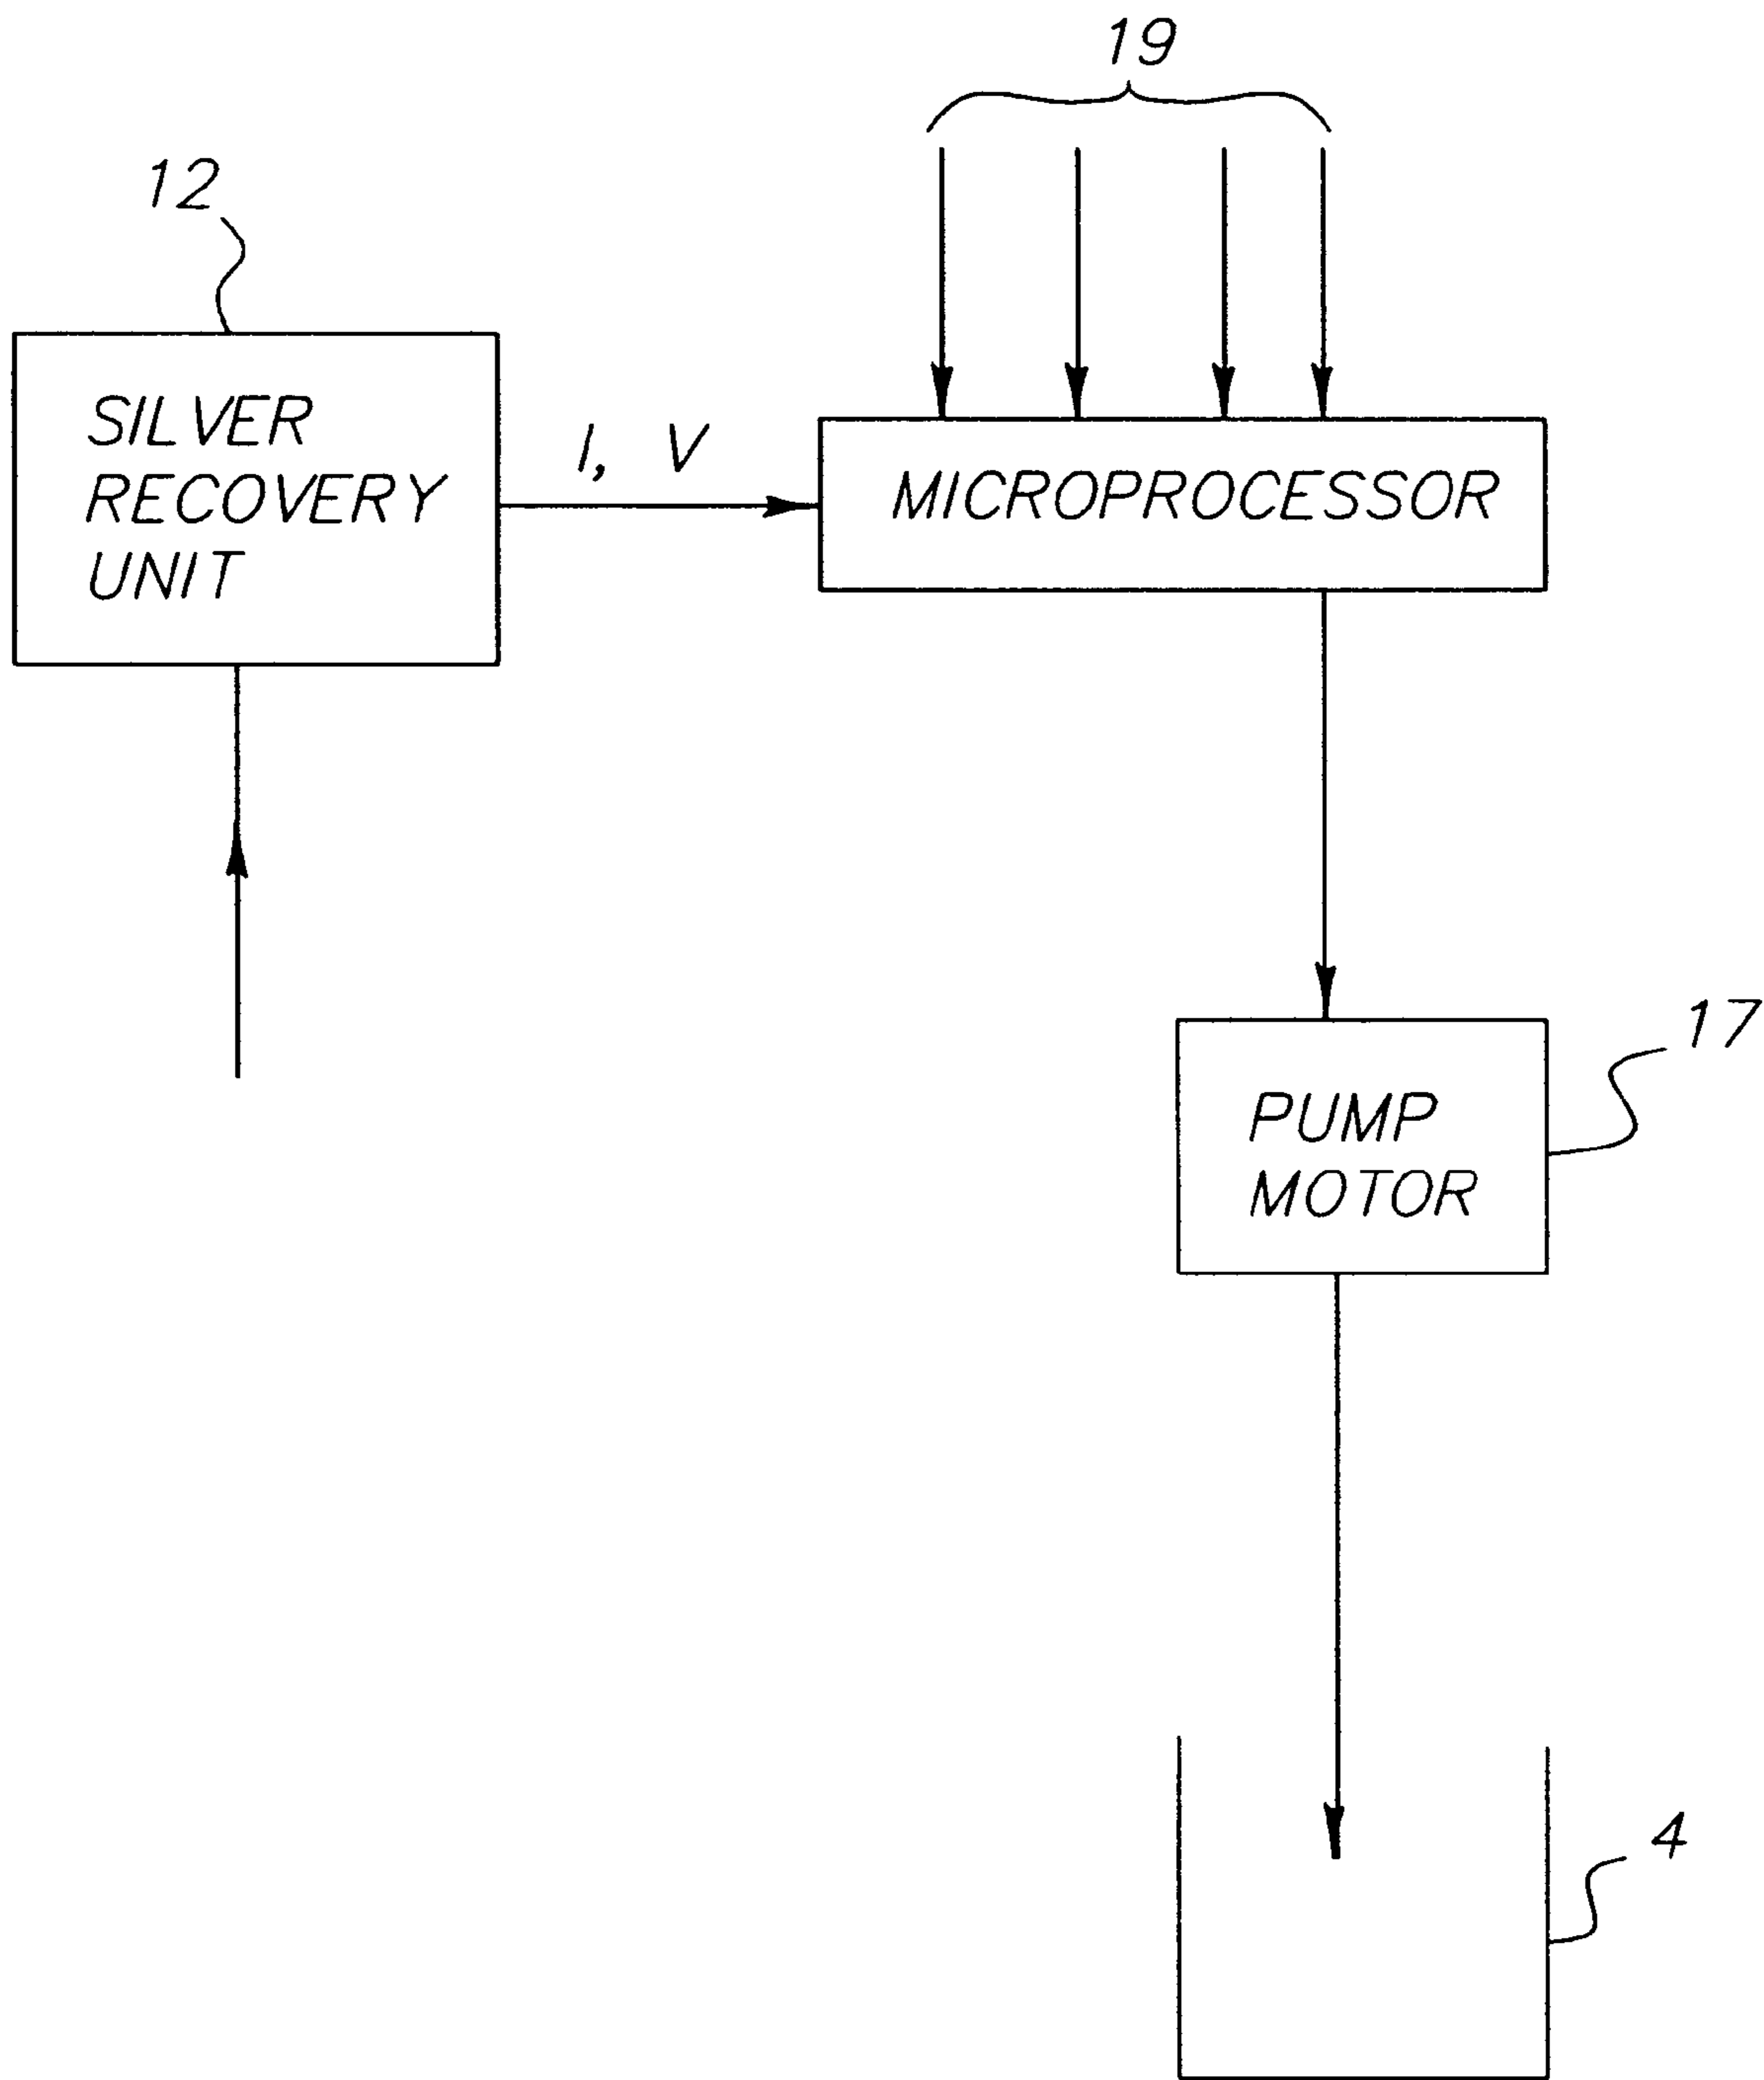 19
12
SILVER
RECOVERY
UNIT
I, V
MICROPROCESSOR
17
PUMP
MOTOR
4